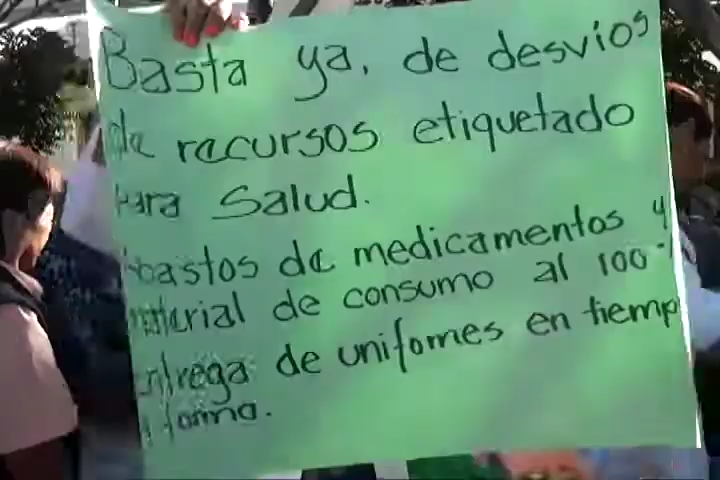 Basta ya, de desvios
de recursos etiquetado
para Salud.
abastos de medicamentos y
material de consumo al 100%
entrega de unifomes en tiemp
y forma.